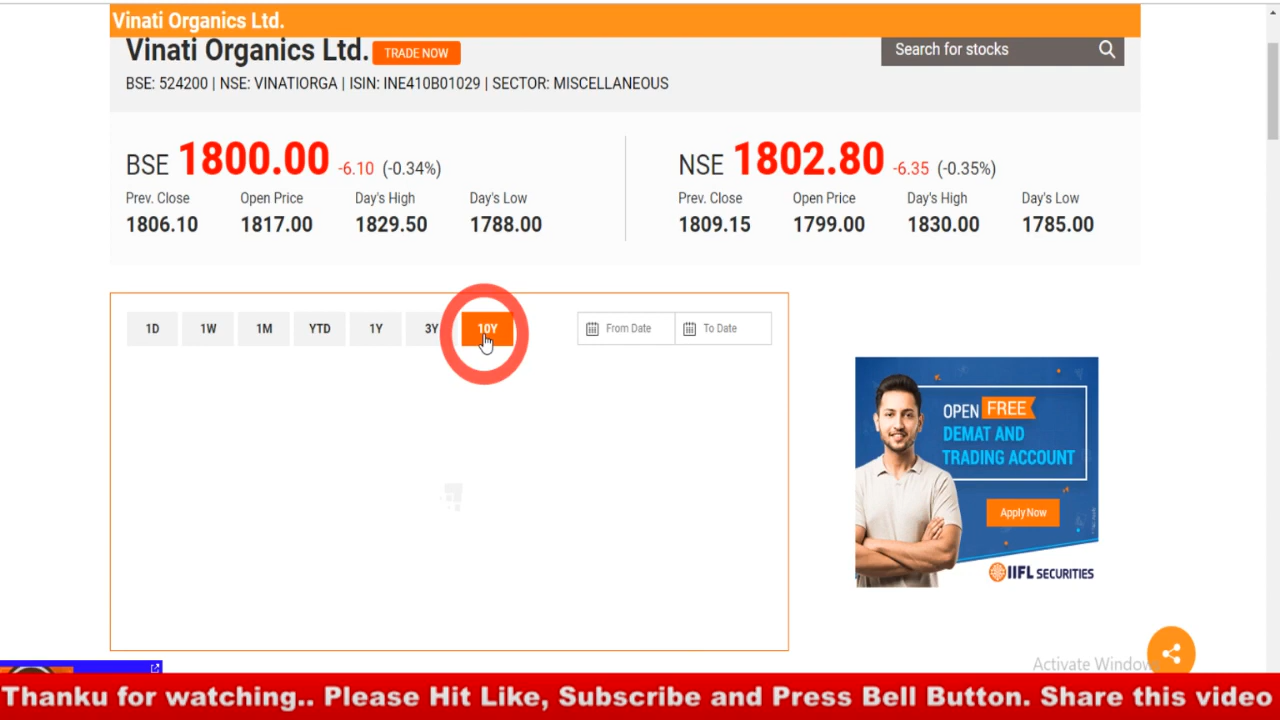 Vinati Organics Ltd.
Vinati Organics Ltd. TRADE NOW
Search for stocks
BSE: 524200 | NSE: VINATIORGA | ISIN: INE410B01029 | SECTOR: MISCELLANEOUS
BSE 1800.00 -6.10 (-0.34%)
Prev. Close Open Price Day's High Day's Low
1806.10 1817.00 1829.50 1788.00
NSE 1802.80 -6.35 (-0.35%)
Prev. Close Open Price Day's High Day's Low
1809.15 1799.00 1830.00 1785.00
1D 1W 1M YTD 1Y 3Y 10Y From Date To Date
OPEN FREE
DEMAT AND
TRADING ACCOUNT
Apply Now
IIFL SECURITIES
Activate Window
Thanku for watching.. Please Hit Like, Subscribe and Press Bell Button. Share this video